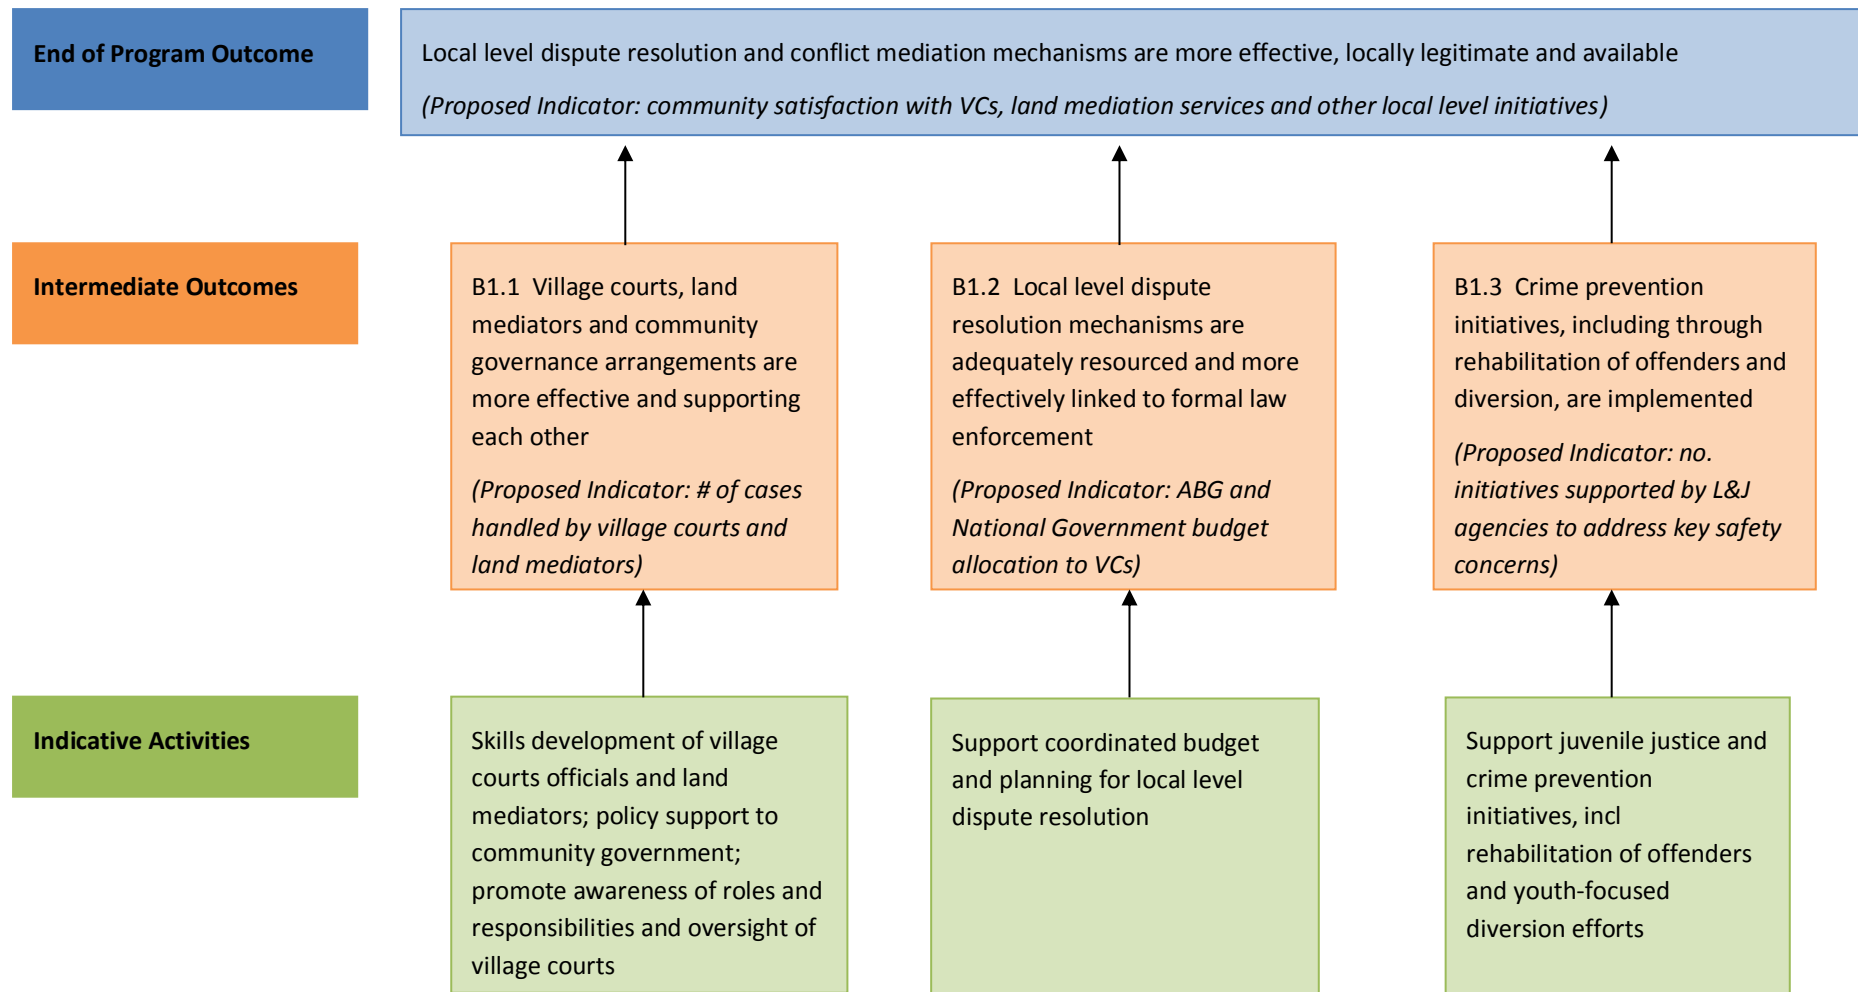 End of Program Outcome
Local level dispute resolution and conflict mediation mechanisms are more effective, locally legitimate and available
(Proposed Indicator: community satisfaction with VCs, land mediation services and other local level initiatives)
Intermediate Outcomes
B1.1 Village courts, land
mediators and community
governance arrangements are
more effective and supporting
each other
(Proposed Indicator: # of cases
handled by village courts and
land mediators)
B1.2 Local level dispute
resolution mechanisms are
adequately resourced and more
effectively linked to formal law
enforcement
(Proposed Indicator: ABG and
National Government budget
allocation to VCs)
B1.3 Crime prevention
initiatives, including through
rehabilitation of offenders and
diversion, are implemented
(Proposed Indicator: no.
initiatives supported by L&J
agencies to address key safety
concerns)
Indicative Activities
Skills development of village
courts officials and land
mediators; policy support to
community government;
promote awareness of roles and
responsibilities and oversight of
village courts
Support coordinated budget
and planning for local level
dispute resolution
Support juvenile justice and
crime prevention
initiatives, incl
rehabilitation of offenders
and youth-focused
diversion efforts